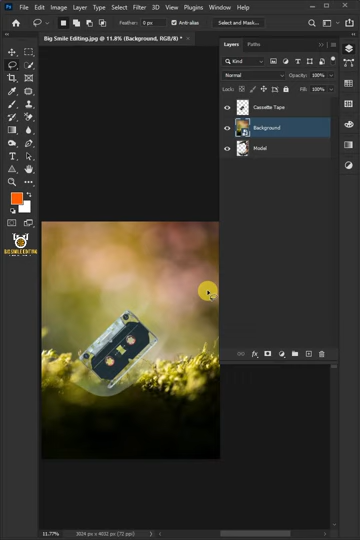 Ps File Edit Image Layer Type Select Filter 3D View Plugins Window Help
Feather: 0 px Anti-alias Select and Mask...
Big Smile Editing.jpg @ 11.8% (Background, RGB/8) * ×
Layers Paths
Kind
Normal Opacity: 100%
Lock: Fill: 100%
Cassette Tape
Background
Model
BIG SMILE EDITING
11.77% 3024 px x 4032 px (72 ppi)